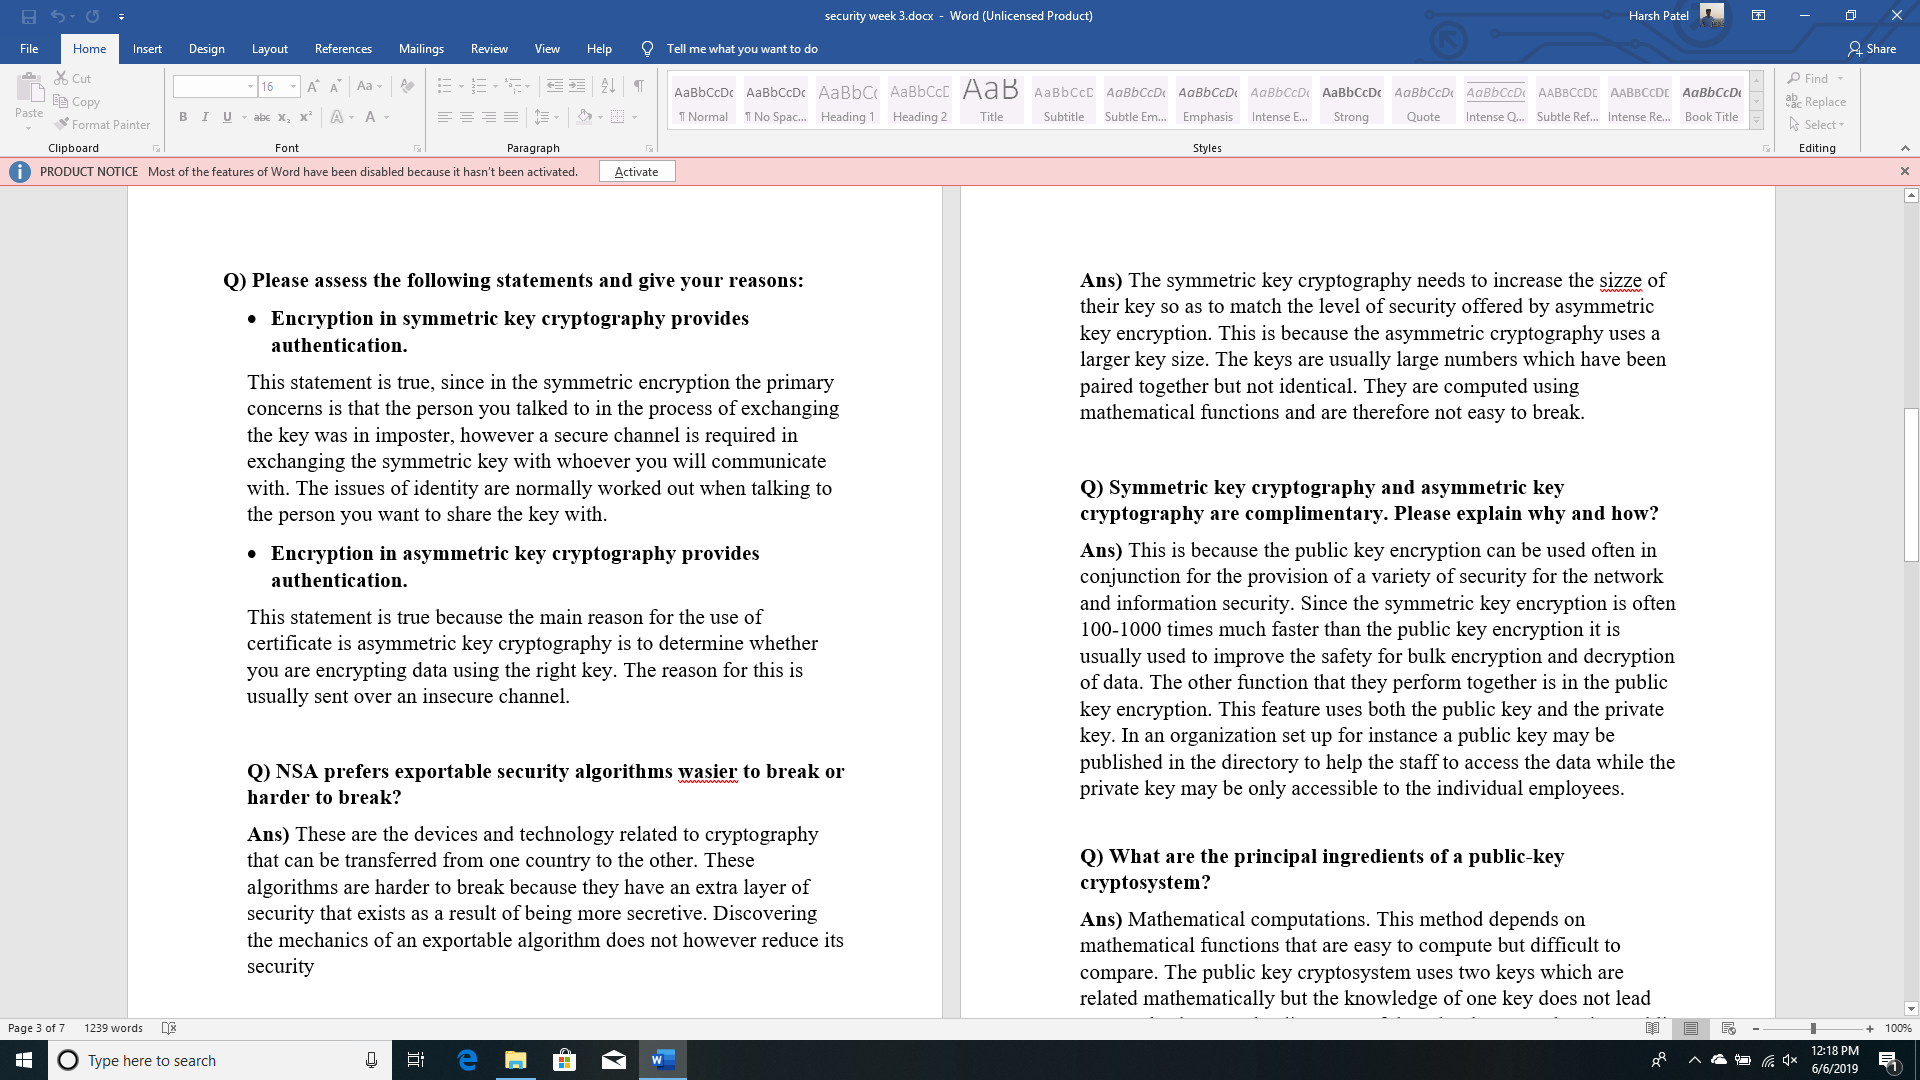 security week 3.docx - Word (Unlicensed Product)
Harsh Patel
File Home Insert Design Layout References Mailings Review View Help Tell me what you want to do
Share
Paste
Cut
Copy
Format Painter
Clipboard
16
Aa
B I U abc x₂ x² A A
Font
Paragraph
AaBbCcDc AaBbCcDc AaBbCc AaBbCcD AaB AaBbCcD AaBbCcDc AaBbCcDc AaBbCcDc AaBbCcDc AaBbCcDc AaBbCcDc AABBCCDE AABBCCDE AaBbCcDc
¶ Normal ¶ No Spac... Heading 1 Heading 2 Title Subtitle Subtle Em... Emphasis Intense E... Strong Quote Intense Q... Subtle Ref... Intense Re... Book Title
Styles
Find
Replace
Select
Editing
PRODUCT NOTICE Most of the features of Word have been disabled because it hasn't been activated. Activate
Q) Please assess the following statements and give your reasons:
• Encryption in symmetric key cryptography provides
authentication.
This statement is true, since in the symmetric encryption the primary
concerns is that the person you talked to in the process of exchanging
the key was in imposter, however a secure channel is required in
exchanging the symmetric key with whoever you will communicate
with. The issues of identity are normally worked out when talking to
the person you want to share the key with.
• Encryption in asymmetric key cryptography provides
authentication.
This statement is true because the main reason for the use of
certificate is asymmetric key cryptography is to determine whether
you are encrypting data using the right key. The reason for this is
usually sent over an insecure channel.
Q) NSA prefers exportable security algorithms wasier to break or
harder to break?
Ans) These are the devices and technology related to cryptography
that can be transferred from one country to the other. These
algorithms are harder to break because they have an extra layer of
security that exists as a result of being more secretive. Discovering
the mechanics of an exportable algorithm does not however reduce its
security
Ans) The symmetric key cryptography needs to increase the sizze of
their key so as to match the level of security offered by asymmetric
key encryption. This is because the asymmetric cryptography uses a
larger key size. The keys are usually large numbers which have been
paired together but not identical. They are computed using
mathematical functions and are therefore not easy to break.
Q) Symmetric key cryptography and asymmetric key
cryptography are complimentary. Please explain why and how?
Ans) This is because the public key encryption can be used often in
conjunction for the provision of a variety of security for the network
and information security. Since the symmetric key encryption is often
100-1000 times much faster than the public key encryption it is
usually used to improve the safety for bulk encryption and decryption
of data. The other function that they perform together is in the public
key encryption. This feature uses both the public key and the private
key. In an organization set up for instance a public key may be
published in the directory to help the staff to access the data while the
private key may be only accessible to the individual employees.
Q) What are the principal ingredients of a public-key
cryptosystem?
Ans) Mathematical computations. This method depends on
mathematical functions that are easy to compute but difficult to
compare. The public key cryptosystem uses two keys which are
related mathematically but the knowledge of one key does not lead
Page 3 of 7 1239 words
100%
Type here to search
12:18 PM
6/6/2019
1